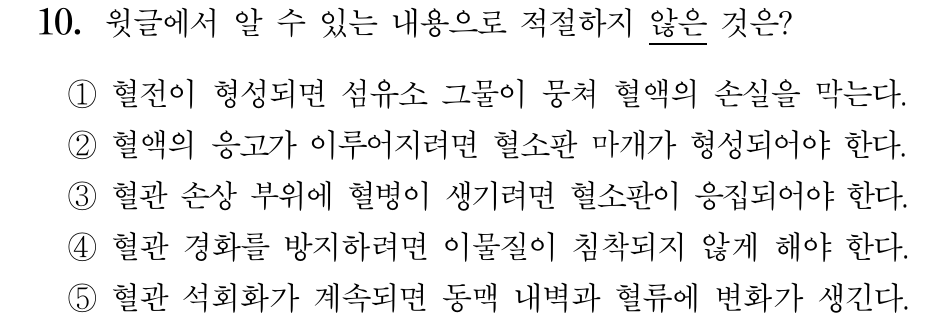 10. 윗글에서 알 수 있는 내용으로 적절하지 않은 것은?
① 혈전이 형성되면 섬유소 그물이 뭉쳐 혈액의 손실을 막는다.
② 혈액의 응고가 이루어지려면 혈소판 마개가 형성되어야 한다.
③ 혈관 손상 부위에 혈병이 생기려면 혈소판이 응집되어야 한다.
④ 혈관 경화를 방지하려면 이물질이 침착되지 않게 해야 한다.
⑤ 혈관 석회화가 계속되면 동맥 내벽과 혈류에 변화가 생긴다.